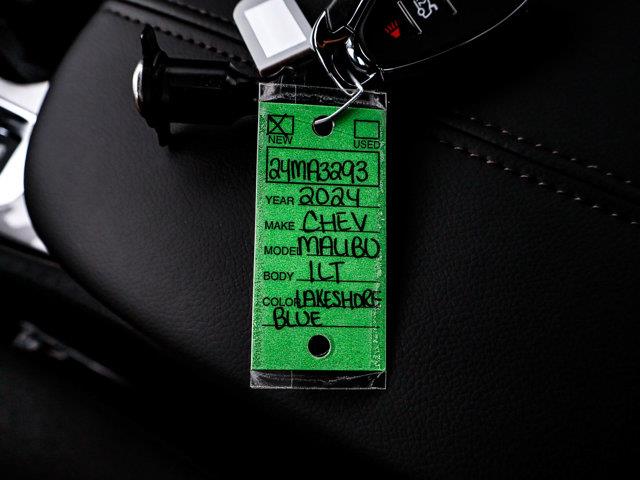 NEW USED
24MA3293
YEAR 2024
MAKE CHEV
MODEL MALIBU
BODY 1LT
COLOR LAKESHORE
BLUE